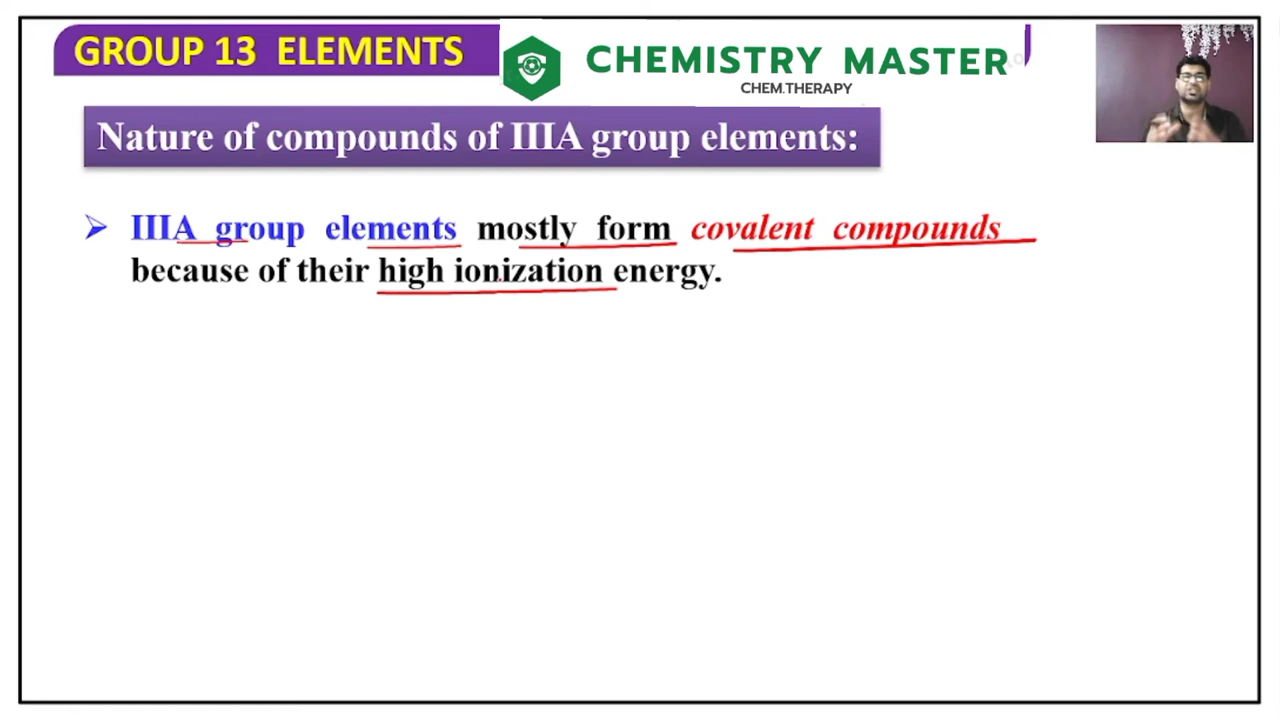 GROUP 13 ELEMENTS
CHEMISTRY MASTER
CHEM.THERAPY
Nature of compounds of IIIA group elements:
IIIA group elements mostly form covalent compounds
because of their high ionization energy.